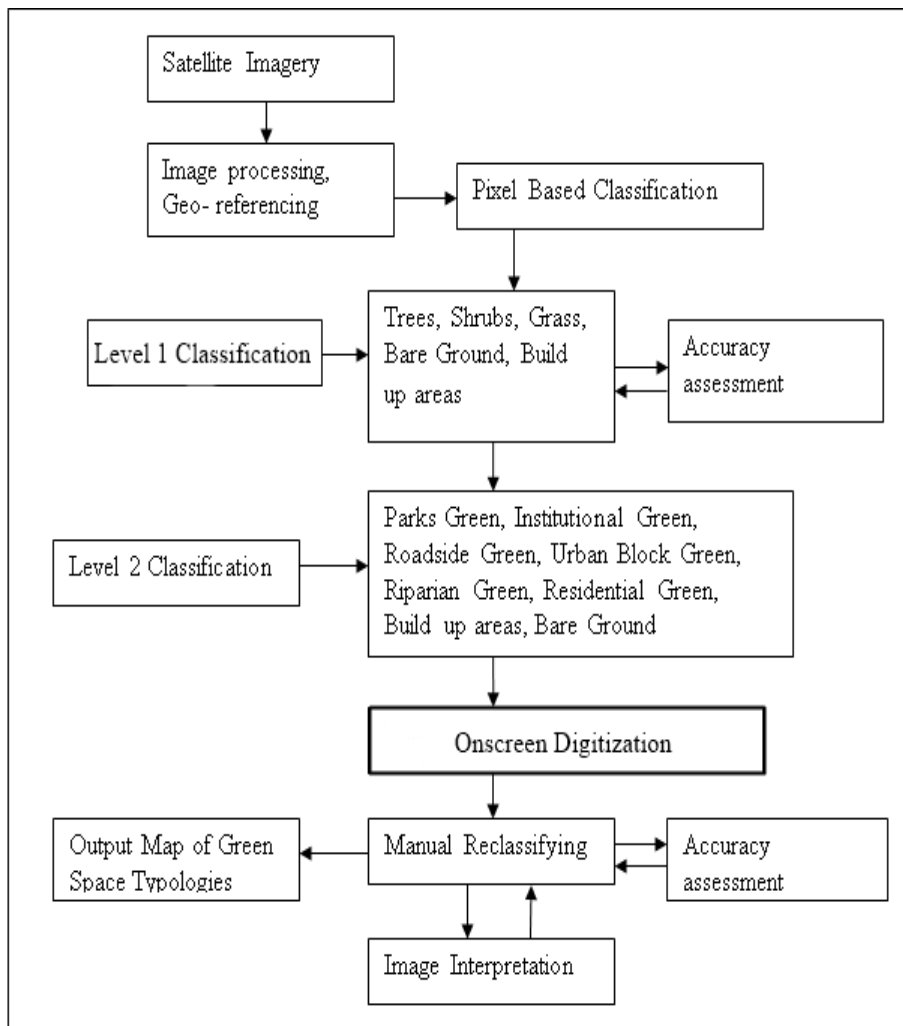 Satellite Imagery
Image processing,
Geo- referencing
Pixel Based Classification
Level 1 Classification
Trees, Shrubs, Grass,
Bare Ground, Build
up areas
Accuracy
assessment
Level 2 Classification
Parks Green, Institutional Green,
Roadside Green, Urban Block Green,
Riparian Green, Residential Green,
Build up areas, Bare Ground
Onscreen Digitization
Output Map of Green
Space Typologies
Manual Reclassifying
Accuracy
assessment
Image Interpretation